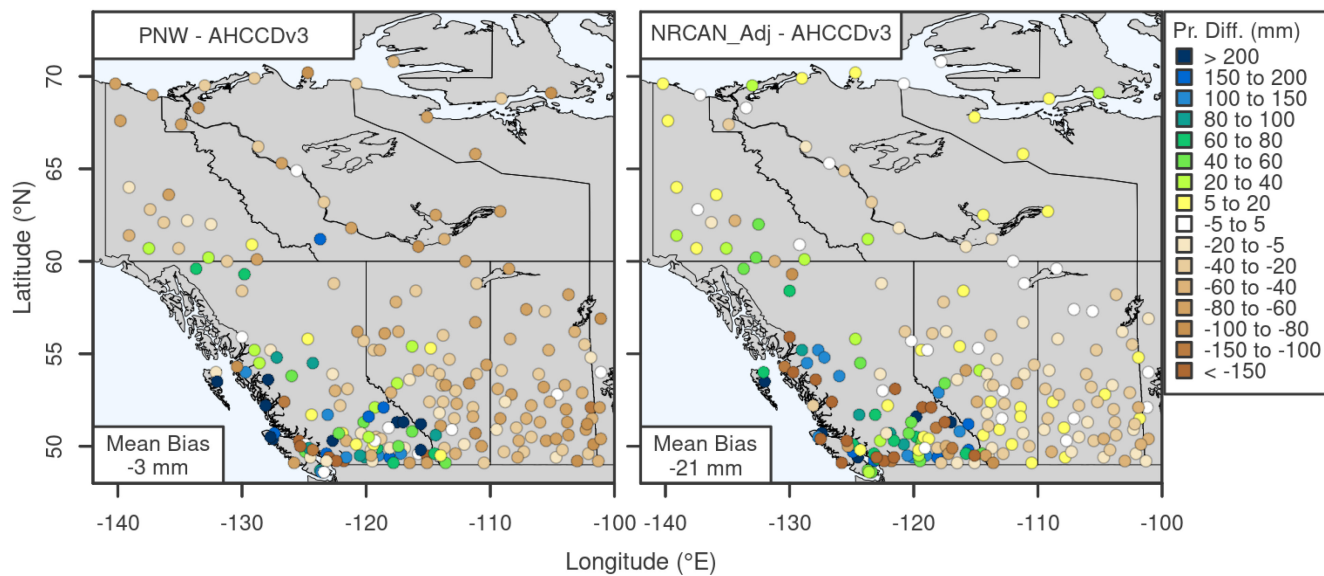 PNW - AHCCDv3
NRCAN_Adj - AHCCDv3
Pr. Diff. (mm)
> 200
150 to 200
100 to 150
80 to 100
60 to 80
40 to 60
20 to 40
5 to 20
-5 to 5
-20 to -5
-40 to -20
-60 to -40
-80 to -60
-100 to -80
-150 to -100
< -150
Latitude (°N)
70
65
60
55
50
Mean Bias
-3 mm
Mean Bias
-21 mm
-140
-130
-120
-110
-100
-140
-130
-120
-110
-100
Longitude (°E)